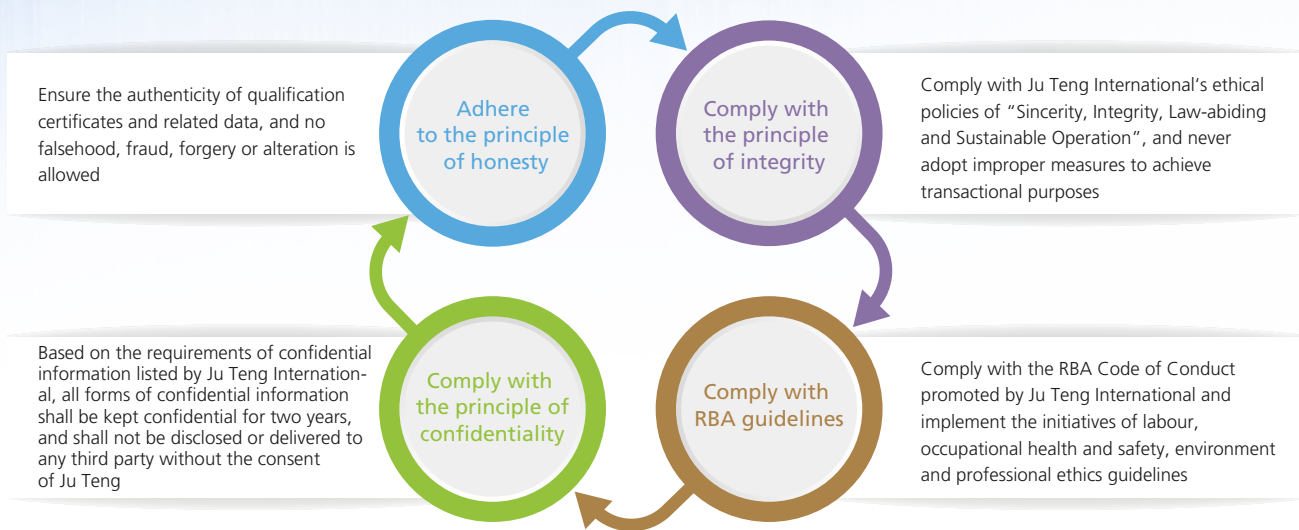 Ensure the authenticity of qualification
certificates and related data, and no
falsehood, fraud, forgery or alteration is
allowed
Adhere
to the principle
of honesty
Comply with
the principle
of integrity
Comply with Ju Teng International's ethical
policies of "Sincerity, Integrity, Law-abiding
and Sustainable Operation", and never
adopt improper measures to achieve
transactional purposes
Based on the requirements of confidential
information listed by Ju Teng Internation-
al, all forms of confidential information
shall be kept confidential for two years,
and shall not be disclosed or delivered to
any third party without the consent
of Ju Teng
Comply with
the principle of
confidentiality
Comply with
RBA guidelines
Comply with the RBA Code of Conduct
promoted by Ju Teng International and
implement the initiatives of labour,
occupational health and safety, environment
and professional ethics guidelines